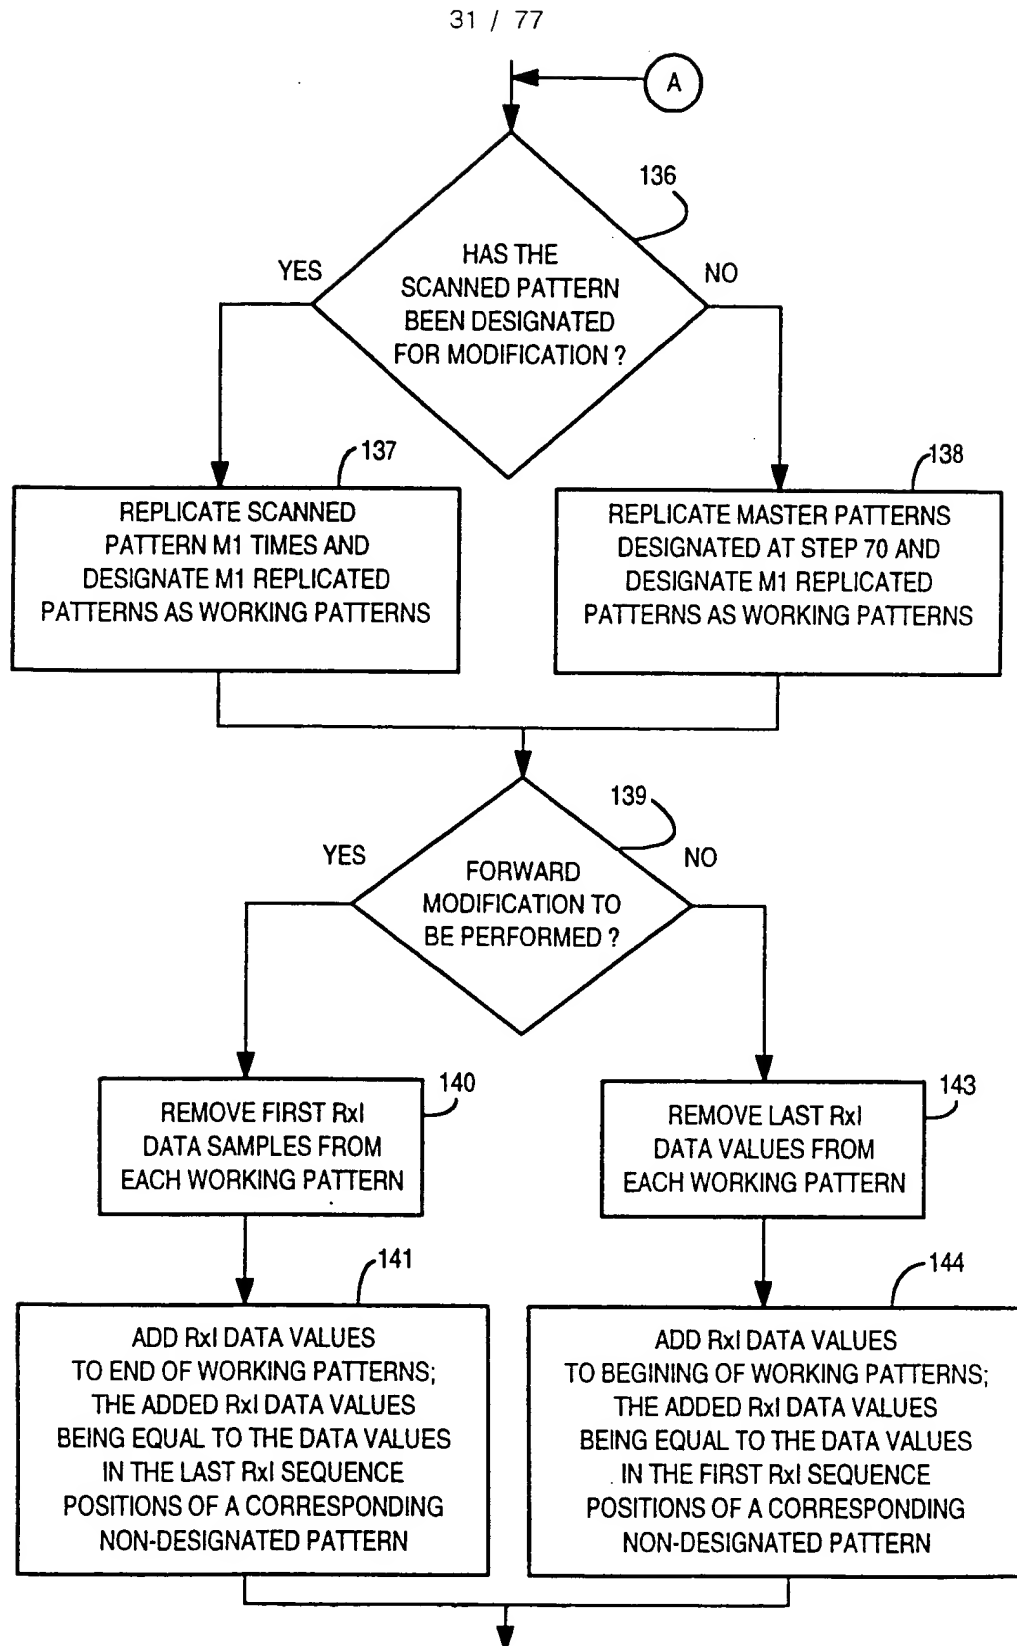 31 / 77
A
136
HAS THE
SCANNED PATTERN
BEEN DESIGNATED
FOR MODIFICATION ?
YES
NO
137
REPLICATE SCANNED
PATTERN M1 TIMES AND
DESIGNATE M1 REPLICATED
PATTERNS AS WORKING PATTERNS
138
REPLICATE MASTER PATTERNS
DESIGNATED AT STEP 70 AND
DESIGNATE M1 REPLICATED
PATTERNS AS WORKING PATTERNS
139
YES
NO
FORWARD
MODIFICATION TO
BE PERFORMED ?
140
REMOVE FIRST RxI
DATA SAMPLES FROM
EACH WORKING PATTERN
143
REMOVE LAST RxI
DATA VALUES FROM
EACH WORKING PATTERN
141
ADD RxI DATA VALUES
TO END OF WORKING PATTERNS;
THE ADDED RxI DATA VALUES
BEING EQUAL TO THE DATA VALUES
IN THE LAST RxI SEQUENCE
POSITIONS OF A CORRESPONDING
NON-DESIGNATED PATTERN
144
ADD RxI DATA VALUES
TO BEGINING OF WORKING PATTERNS;
THE ADDED RxI DATA VALUES
BEING EQUAL TO THE DATA VALUES
IN THE FIRST RxI SEQUENCE
POSITIONS OF A CORRESPONDING
NON-DESIGNATED PATTERN